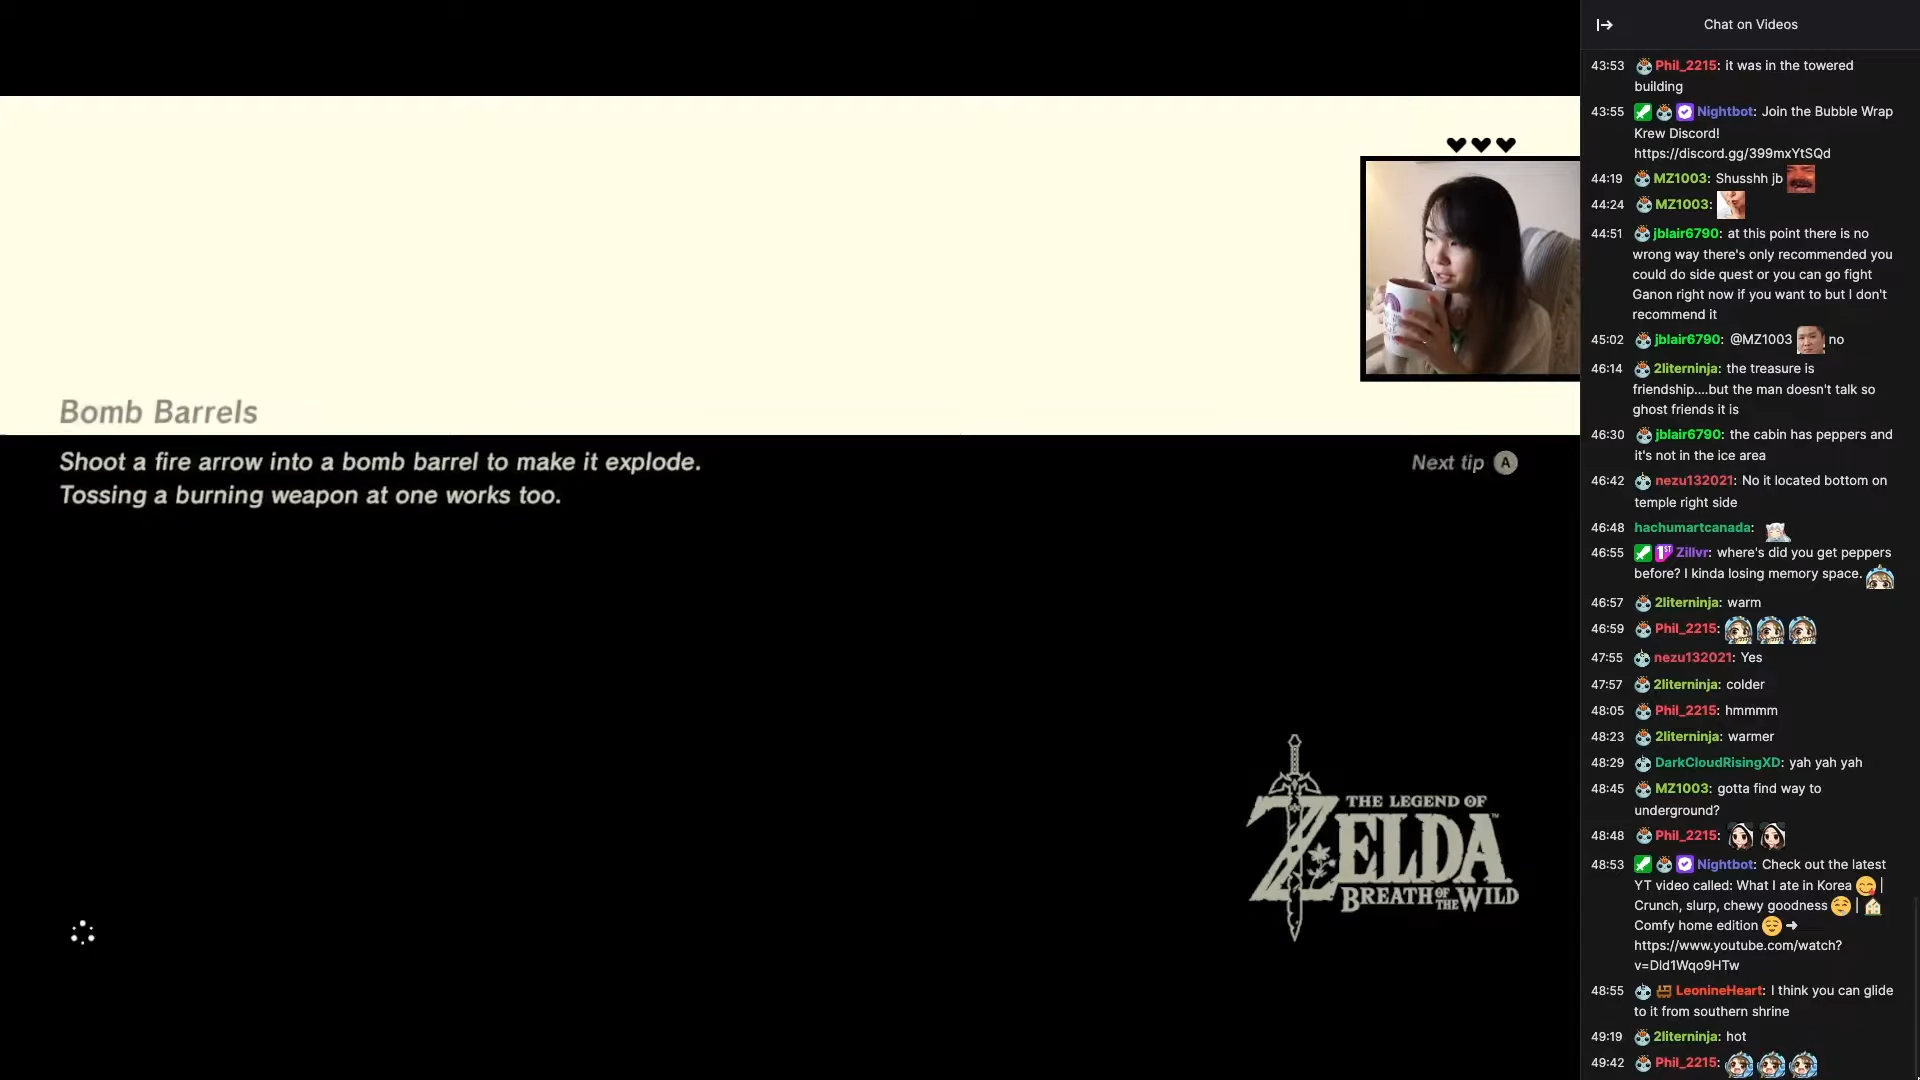 Bomb Barrels
Shoot a fire arrow into a bomb barrel to make it explode.
Tossing a burning weapon at one works too.
Next tip A
THE LEGEND OF
ZELDA
BREATH OF THE WILD
Chat on Videos
43:53 Phil_2215: it was in the towered
building
43:55 Nightbot: Join the Bubble Wrap
Krew Discord!
https://discord.gg/399mxYtSQd
44:19 MZ1003: Shusshh jb
44:24 MZ1003:
44:51 jblair6790: at this point there is no
wrong way there's only recommended you
could do side quest or you can go fight
Ganon right now if you want to but I don't
recommend it
45:02 jblair6790: @MZ1003 no
46:14 2literninja: the treasure is
friendship....but the man doesn't talk so
ghost friends it is
46:30 jblair6790: the cabin has peppers and
it's not in the ice area
46:42 nezu132021: No it located bottom on
temple right side
46:48 hachumartcanada:
46:55 1ST Zillvr: where's did you get peppers
before? I kinda losing memory space.
46:57 2literninja: warm
46:59 Phil_2215:
47:55 nezu132021: Yes
47:57 2literninja: colder
48:05 Phil_2215: hmmmm
48:23 2literninja: warmer
48:29 DarkCloudRisingXD: yah yah yah
48:45 MZ1003: gotta find way to
underground?
48:48 Phil_2215:
48:53 Nightbot: Check out the latest
YT video called: What I ate in Korea 😋 |
Crunch, slurp, chewy goodness ☺️ | 🏠
Comfy home edition 😌 ➜
https://www.youtube.com/watch?
v=Dld1Wqo9HTw
48:55 LeonineHeart: I think you can glide
to it from southern shrine
49:19 2literninja: hot
49:42 Phil_2215: